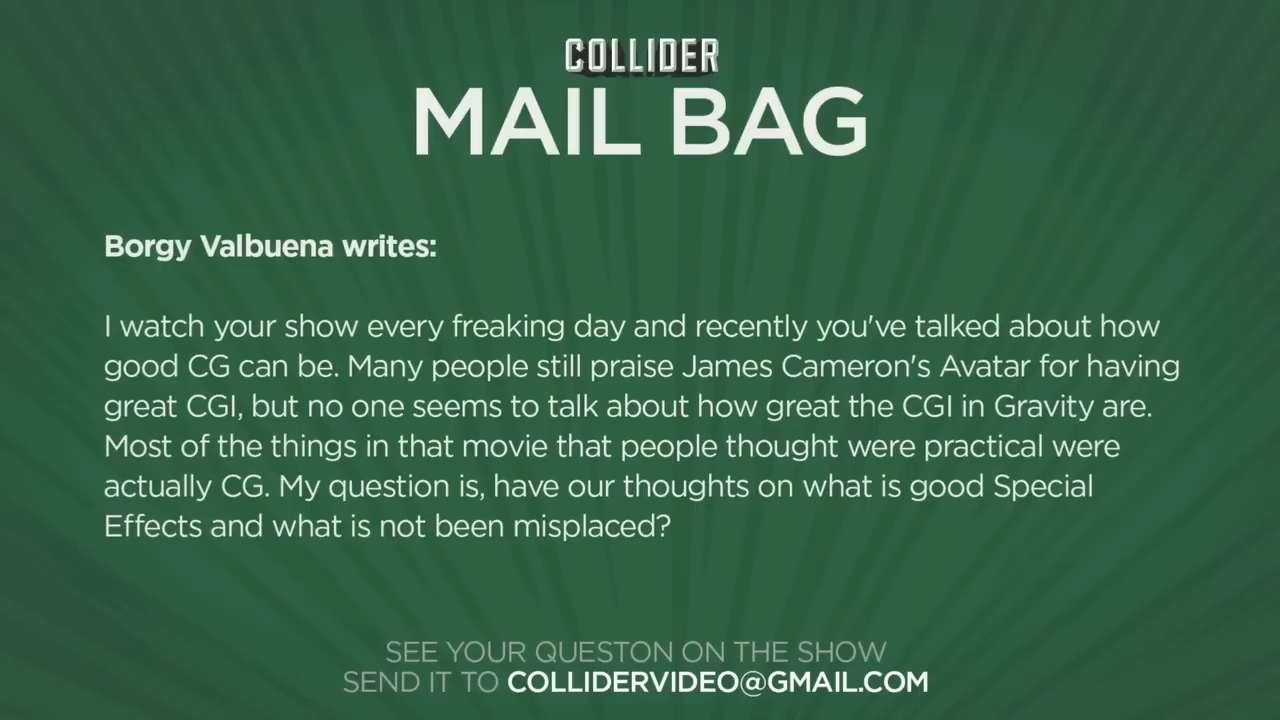 COLLIDER
MAIL BAG
Borgy Valbuena writes:
I watch your show every freaking day and recently you've talked about how
good CG can be. Many people still praise James Cameron's Avatar for having
great CGI, but no one seems to talk about how great the CGI in Gravity are.
Most of the things in that movie that people thought were practical were
actually CG. My question is, have our thoughts on what is good Special
Effects and what is not been misplaced?
SEE YOUR QUESTON ON THE SHOW
SEND IT TO COLLIDERVIDEO@GMAIL.COM